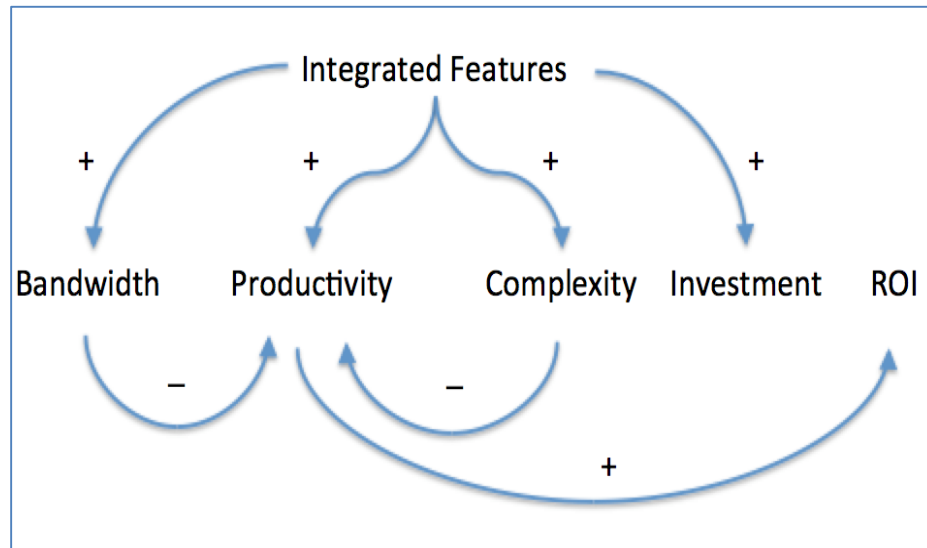 Integrated Features
+ + + +
Bandwidth Productivity Complexity Investment ROI
– –
+